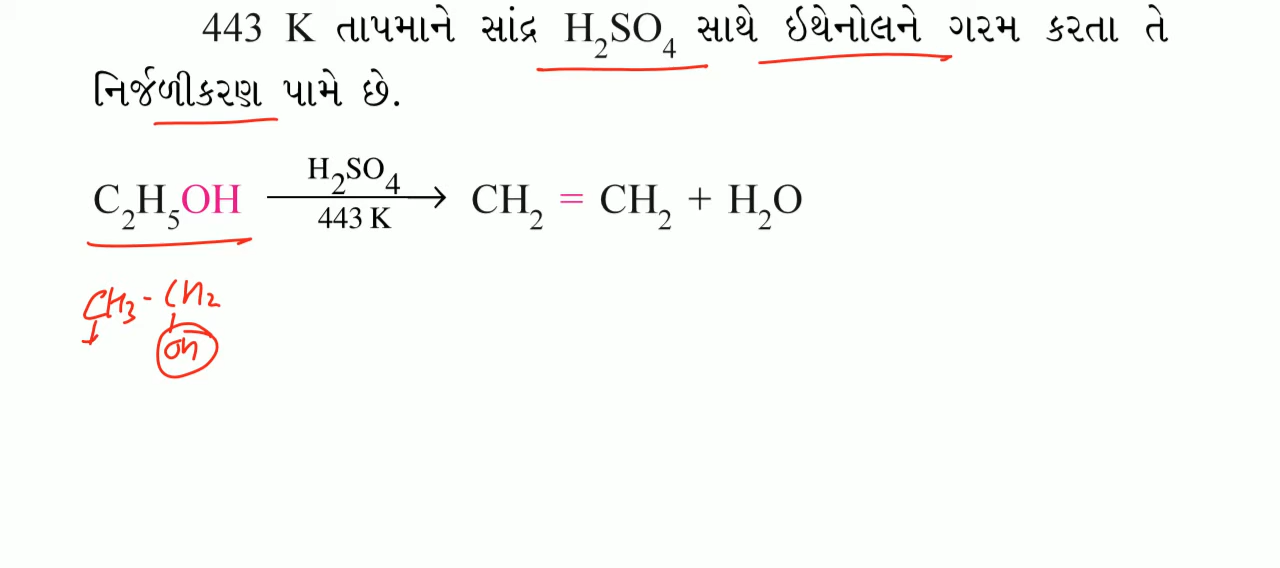 443 K તાપમાને સાંદ્ર H₂SO₄ સાથે ઈથેનોલને ગરમ કરતા તે
નિર્જળીકરણ પામે છે.
H₂SO₄
C₂H₅OH ⟶ CH₂ = CH₂ + H₂O
443 K
CH₃ - CH₂
OH